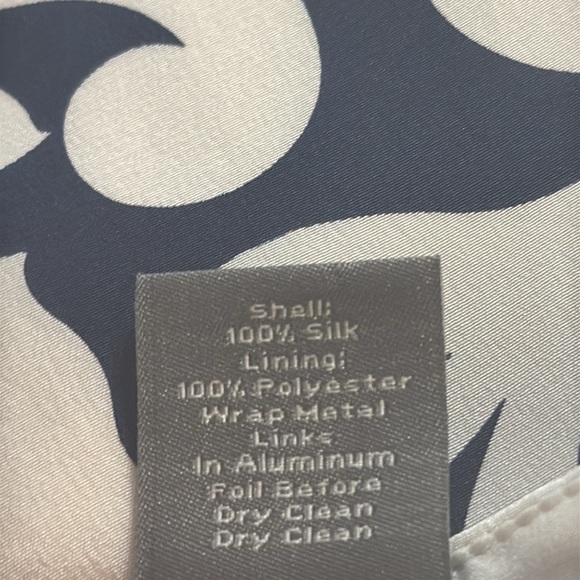 Shell:
100% Silk
Lining:
100% Polyester
Wrap Metal
Links
In Aluminum
Foil Before
Dry Clean
Dry Clean